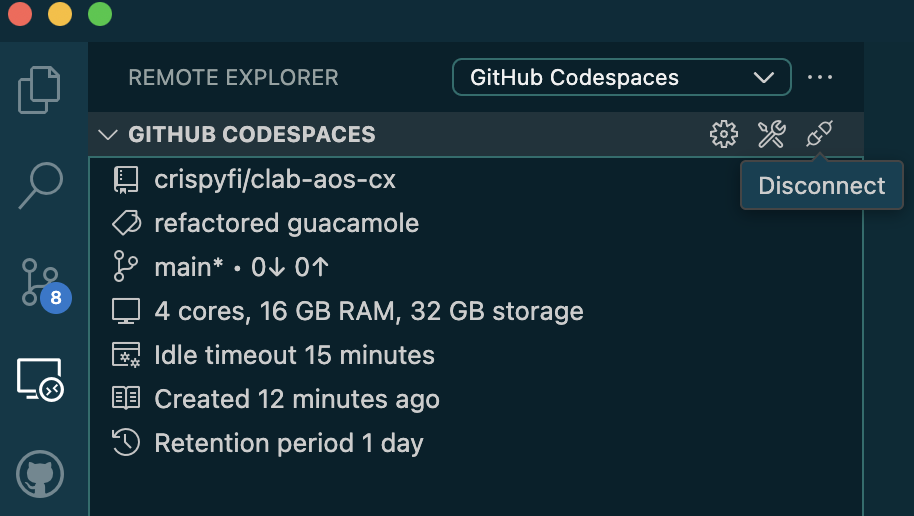 REMOTE EXPLORER
GitHub Codespaces
GITHUB CODESPACES
Disconnect
crispyfi/clab-aos-cx
refactored guacamole
main* • 0↓ 0↑
8
4 cores, 16 GB RAM, 32 GB storage
Idle timeout 15 minutes
Created 12 minutes ago
Retention period 1 day